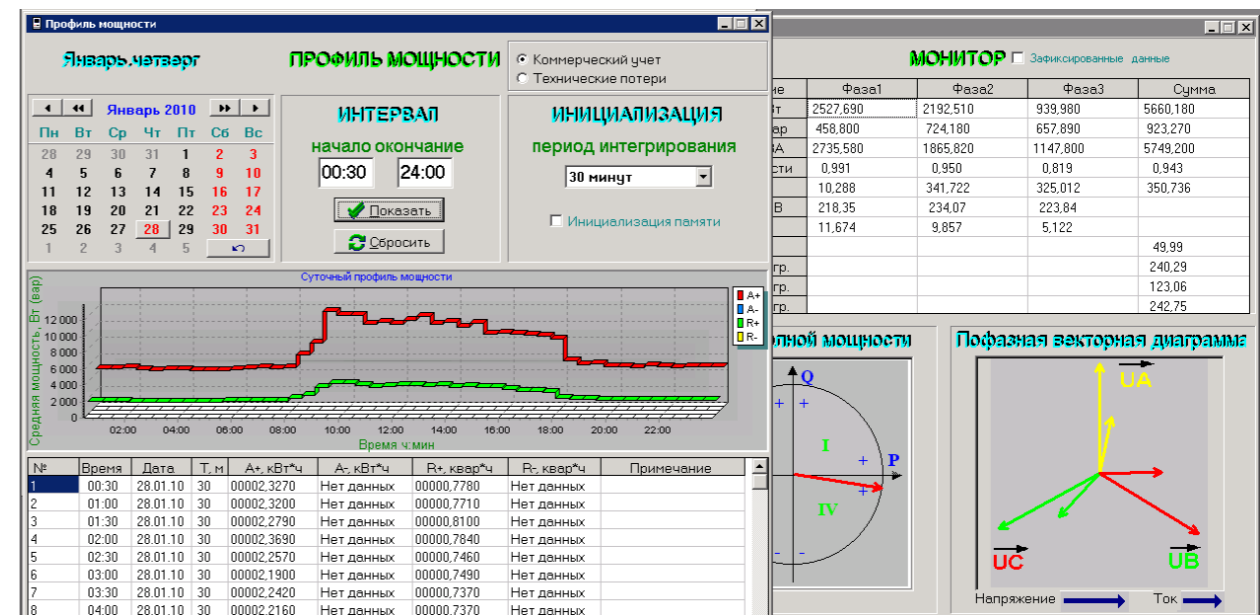 Профиль мощности
Январь.четверг
ПРОФИЛЬ МОЩНОСТИ
Коммерческий учет
Технические потери
Январь 2010
Пн Вт Ср Чт Пт Сб Вс
28 29 30 31 1 2 3
4 5 6 7 8 9 10
11 12 13 14 15 16 17
18 19 20 21 22 23 24
25 26 27 28 29 30 31
1 2 3 4 5
ИНТЕРВАЛ
начало окончание
00:30 24:00
Показать
Сбросить
ИНИЦИАЛИЗАЦИЯ
период интегрирования
30 минут
Инициализация памяти
Суточный профиль мощности
Средняя мощность, Вт (вар)
12 000
10 000
8 000
6 000
4 000
2 000
0
02:00 04:00 06:00 08:00 10:00 12:00 14:00 16:00 18:00 20:00 22:00
Время ч:мин
A+
A-
R+
R-
№ Время Дата Т, м А+, кВт*ч А-, кВт*ч R+, квар*ч R-, квар*ч Примечание
1 00:30 28.01.10 30 00002,3270 Нет данных 00000,7780 Нет данных
2 01:00 28.01.10 30 00002,3200 Нет данных 00000,7710 Нет данных
3 01:30 28.01.10 30 00002,2790 Нет данных 00000,8100 Нет данных
4 02:00 28.01.10 30 00002,3690 Нет данных 00000,7840 Нет данных
5 02:30 28.01.10 30 00002,2570 Нет данных 00000,7460 Нет данных
6 03:00 28.01.10 30 00002,1900 Нет данных 00000,7490 Нет данных
7 03:30 28.01.10 30 00002,2420 Нет данных 00000,7370 Нет данных
8 04:00 28.01.10 30 00002,2160 Нет данных 00000,7370 Нет данных
МОНИТОР Зафиксированные данные
ие Фаза1 Фаза2 Фаза3 Сумма
т 2527,690 2192,510 939,980 5660,180
ар 458,800 724,180 657,890 923,270
ВА 2735,580 1865,820 1147,800 5749,200
сти 0,991 0,950 0,819 0,943
10,288 341,722 325,012 350,736
В 218,35 234,07 223,84
11,674 9,857 5,122
49,99
гр. 240,29
гр. 123,06
гр. 242,75
олной мощности
Q
+ +
I
+ P
+
IV
- -
Пофазная векторная диаграмма
UA
UC
UB
Напряжение Ток